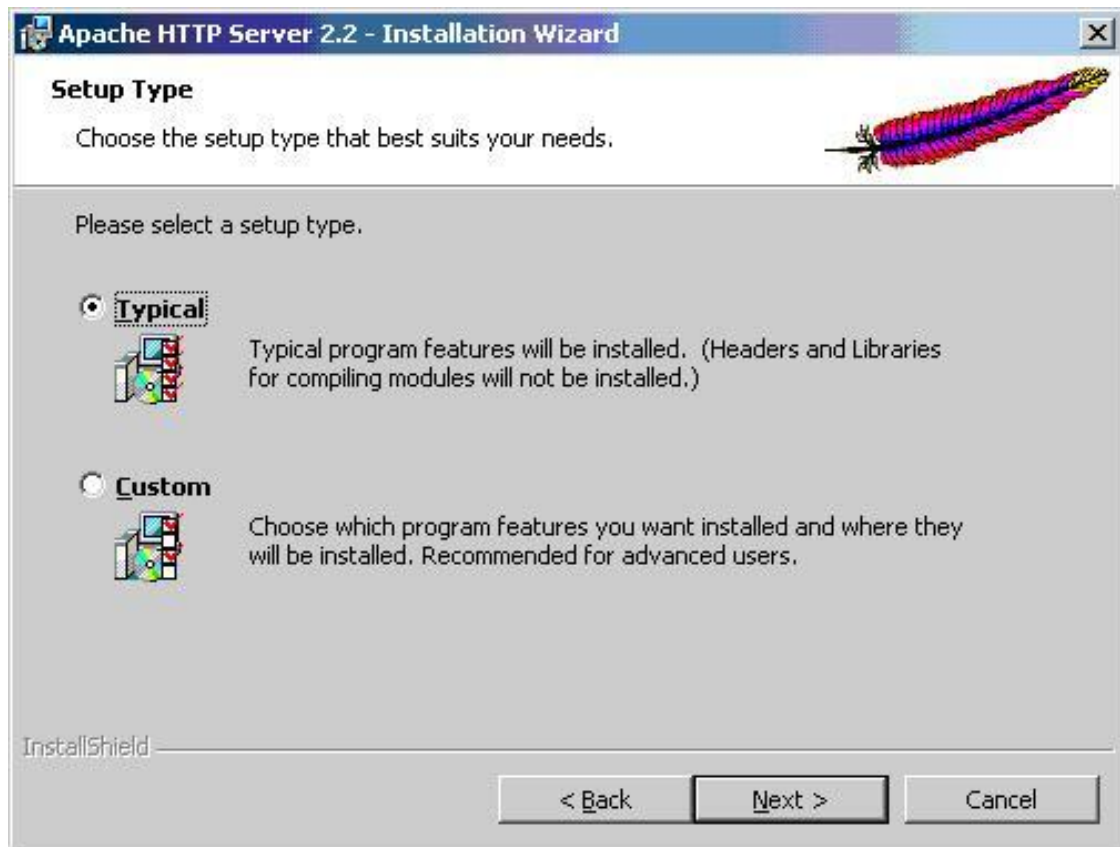 Apache HTTP Server 2.2 - Installation Wizard
Setup Type
Choose the setup type that best suits your needs.
Please select a setup type.
Typical
Typical program features will be installed. (Headers and Libraries
for compiling modules will not be installed.)
Custom
Choose which program features you want installed and where they
will be installed. Recommended for advanced users.
InstallShield
< Back
Next >
Cancel